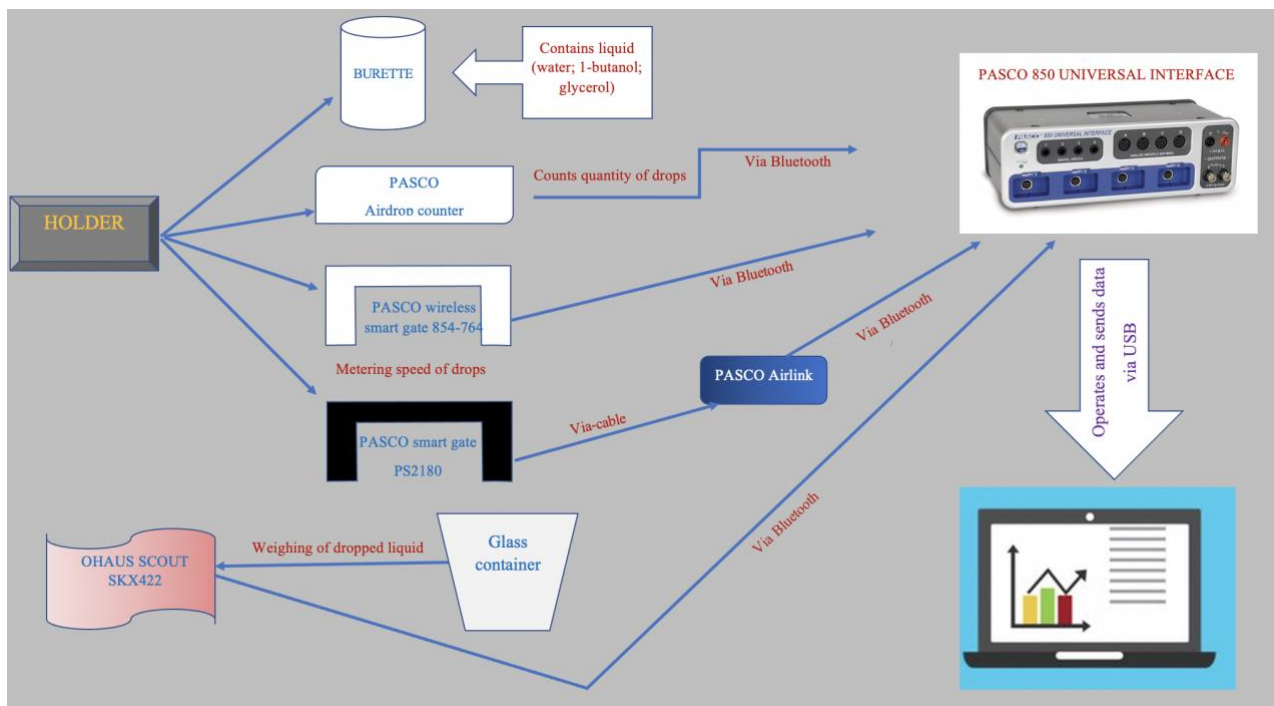 BURETTE
Contains liquid
(water; 1-butanol;
glycerol)
PASCO 850 UNIVERSAL INTERFACE
HOLDER
PASCO
Airdrop counter
Counts quantity of drops
Via Bluetooth
PASCO wireless
smart gate 854-764
Via Bluetooth
Metering speed of drops
PASCO smart gate
PS2180
Via-cable
PASCO Airlink
Via Bluetooth
Operates and sends data
via USB
OHAUS SCOUT
SKX422
Weighing of dropped liquid
Glass
container
Via Bluetooth